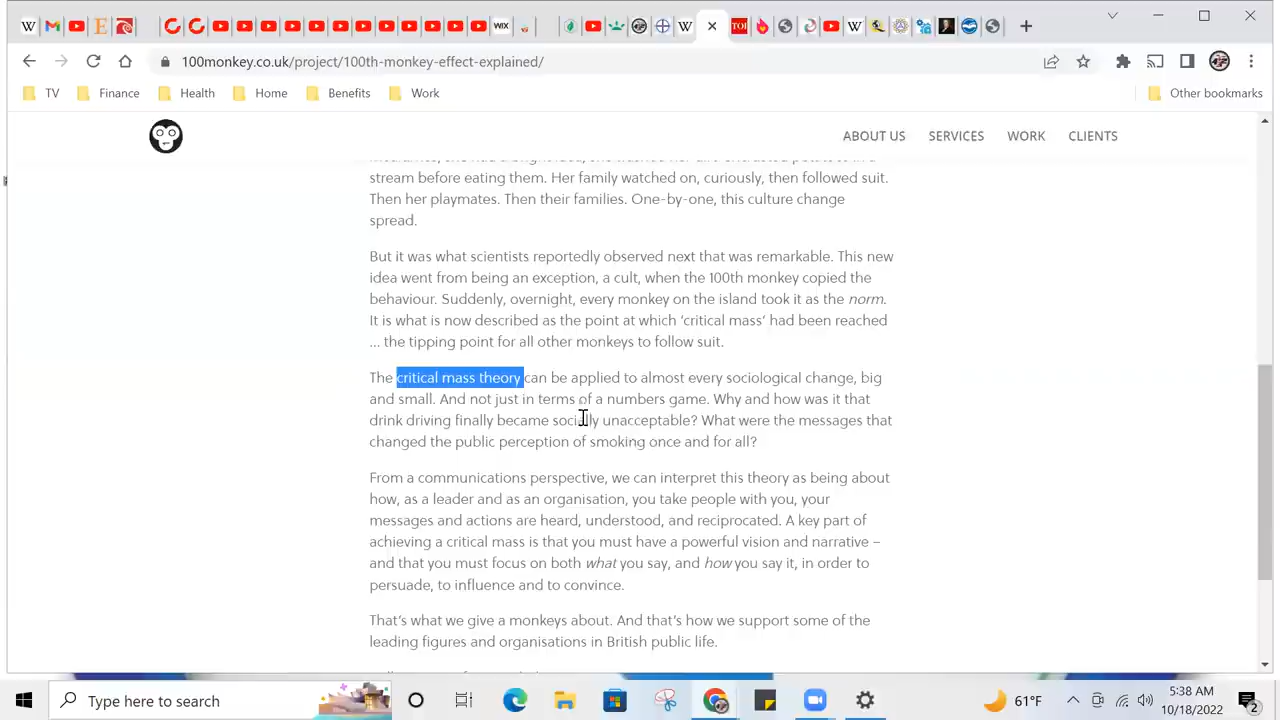 W
W
TOI
W
WIX
100monkey.co.uk/project/100th-monkey-effect-explained/
TV
Finance
Health
Home
Benefits
Work
Other bookmarks
ABOUT US
SERVICES
WORK
CLIENTS
stream before eating them. Her family watched on, curiously, then followed suit.
Then her playmates. Then their families. One-by-one, this culture change
spread.
But it was what scientists reportedly observed next that was remarkable. This new
idea went from being an exception, a cult, when the 100th monkey copied the
behaviour. Suddenly, overnight, every monkey on the island took it as the norm.
It is what is now described as the point at which ‘critical mass’ had been reached
... the tipping point for all other monkeys to follow suit.
The critical mass theory can be applied to almost every sociological change, big
and small. And not just in terms of a numbers game. Why and how was it that
drink driving finally became socially unacceptable? What were the messages that
changed the public perception of smoking once and for all?
From a communications perspective, we can interpret this theory as being about
how, as a leader and as an organisation, you take people with you, your
messages and actions are heard, understood, and reciprocated. A key part of
achieving a critical mass is that you must have a powerful vision and narrative –
and that you must focus on both what you say, and how you say it, in order to
persuade, to influence and to convince.
That’s what we give a monkeys about. And that’s how we support some of the
leading figures and organisations in British public life.
Type here to search
61°F
5:38 AM
10/18/2022
2